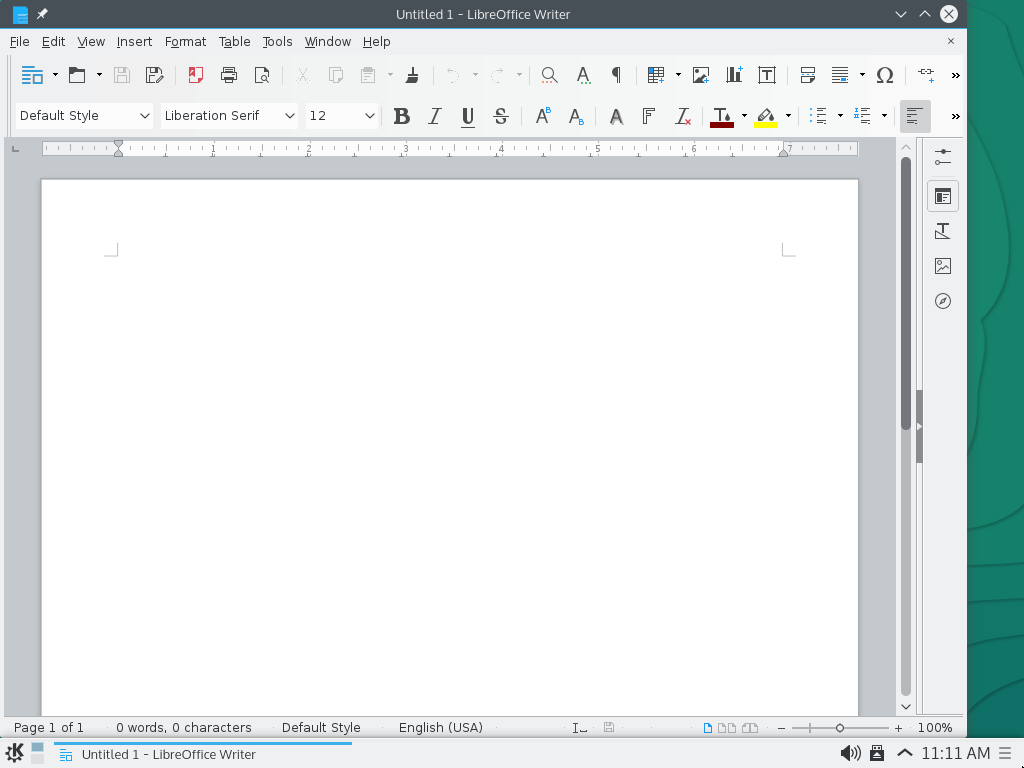 Untitled 1 - LibreOffice Writer
File Edit View Insert Format Table Tools Window Help
Default Style Liberation Serif 12
1 2 3 4 5 6 7
Page 1 of 1 0 words, 0 characters Default Style English (USA) 100%
Untitled 1 - LibreOffice Writer 11:11 AM